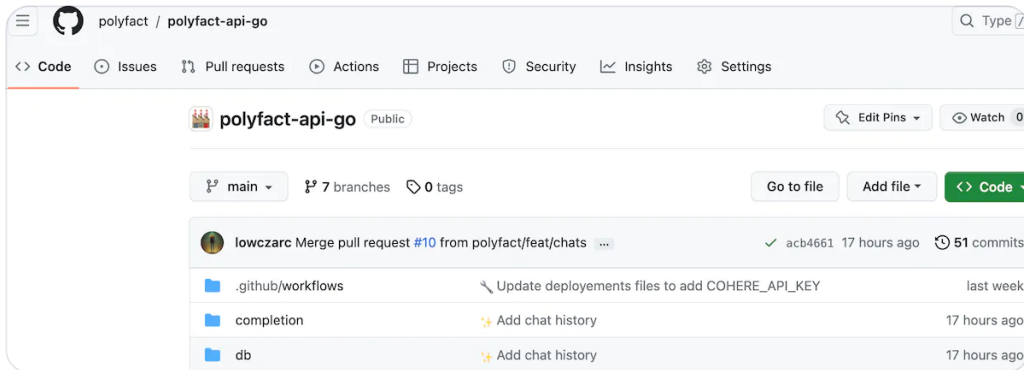 polyfact / polyfact-api-go Type /
Code Issues Pull requests Actions Projects Security Insights Settings
polyfact-api-go Public Edit Pins Watch 0
main 7 branches 0 tags Go to file Add file Code
lowczarc Merge pull request #10 from polyfact/feat/chats ... acb4661 17 hours ago 51 commits
.github/workflows Update deployements files to add COHERE_API_KEY last week
completion Add chat history 17 hours ago
db Add chat history 17 hours ago